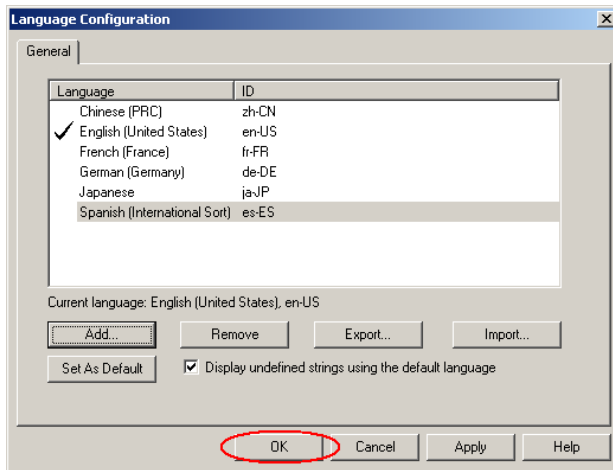 Language Configuration
General
Language ID
Chinese (PRC) zh-CN
English (United States) en-US
French (France) fr-FR
German (Germany) de-DE
Japanese ja-JP
Spanish (International Sort) es-ES
Current language: English (United States), en-US
Add... Remove Export... Import...
Set As Default Display undefined strings using the default language
OK Cancel Apply Help